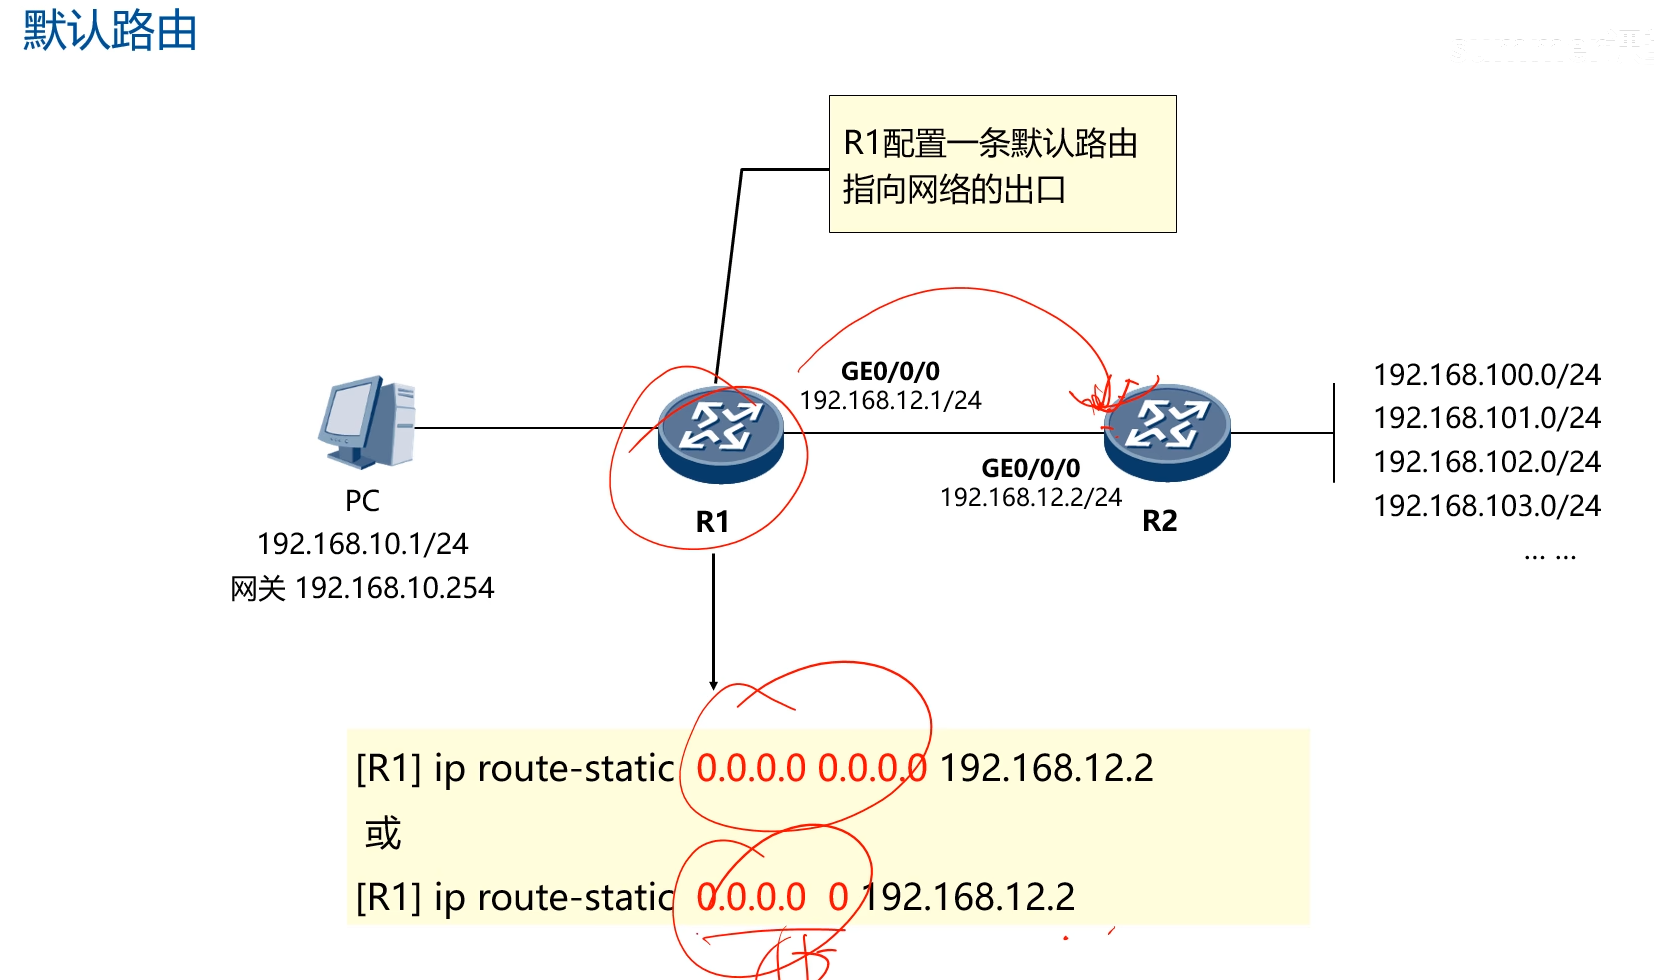 默认路由
R1配置一条默认路由
指向网络的出口
GE0/0/0
192.168.12.1/24
GE0/0/0
192.168.12.2/24
PC
192.168.10.1/24
网关 192.168.10.254
R1
R2
192.168.100.0/24
192.168.101.0/24
192.168.102.0/24
192.168.103.0/24
... ...
[R1] ip route-static 0.0.0.0 0.0.0.0 192.168.12.2
或
[R1] ip route-static 0.0.0.0 0 192.168.12.2